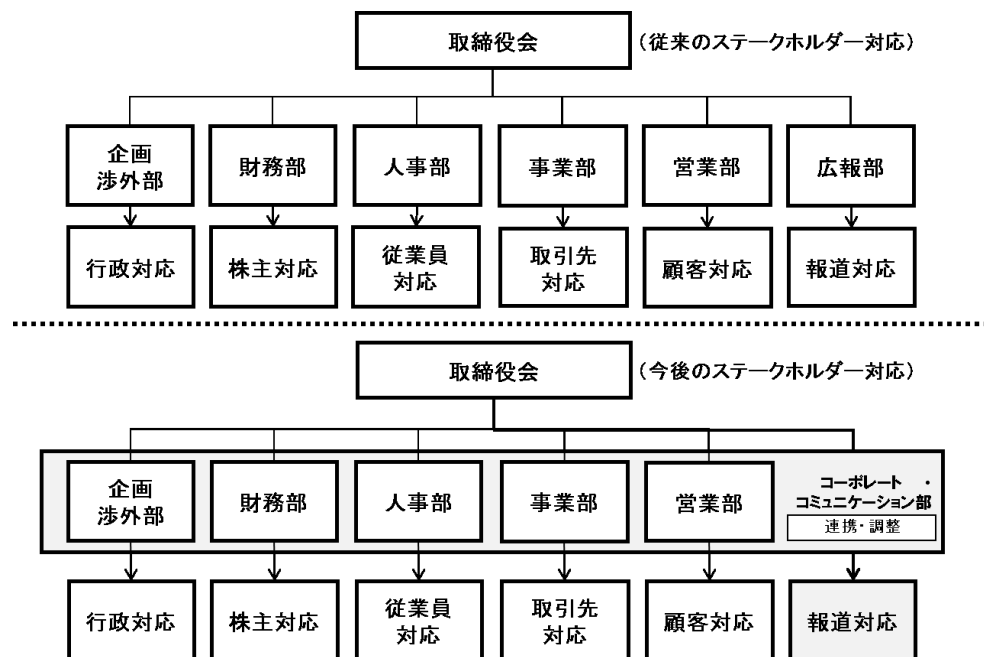 取締役会
(従来のステークホルダー対応)
企画
渉外部
財務部
人事部
事業部
営業部
広報部
行政対応
株主対応
従業員
対応
取引先
対応
顧客対応
報道対応
取締役会
(今後のステークホルダー対応)
企画
渉外部
財務部
人事部
事業部
営業部
コーポレート・
コミュニケーション部
連携・調整
行政対応
株主対応
従業員
対応
取引先
対応
顧客対応
報道対応